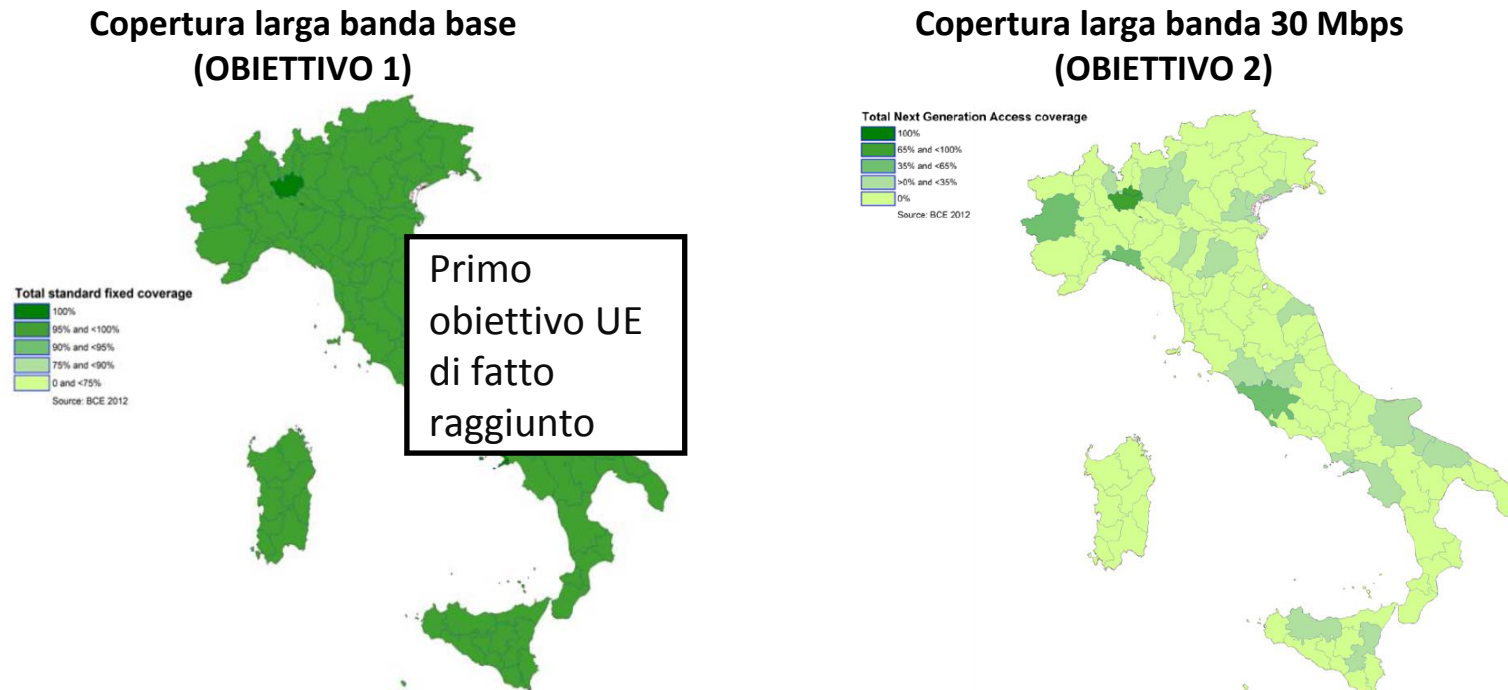 Copertura larga banda base
(OBIETTIVO 1)
Total standard fixed coverage
100%
95% and <100%
90% and <95%
75% and <90%
0 and <75%
Source: BCE 2012
Primo
obiettivo UE
di fatto
raggiunto
Copertura larga banda 30 Mbps
(OBIETTIVO 2)
Total Next Generation Access coverage
100%
65% and <100%
35% and <65%
>0% and <35%
0%
Source: BCE 2012